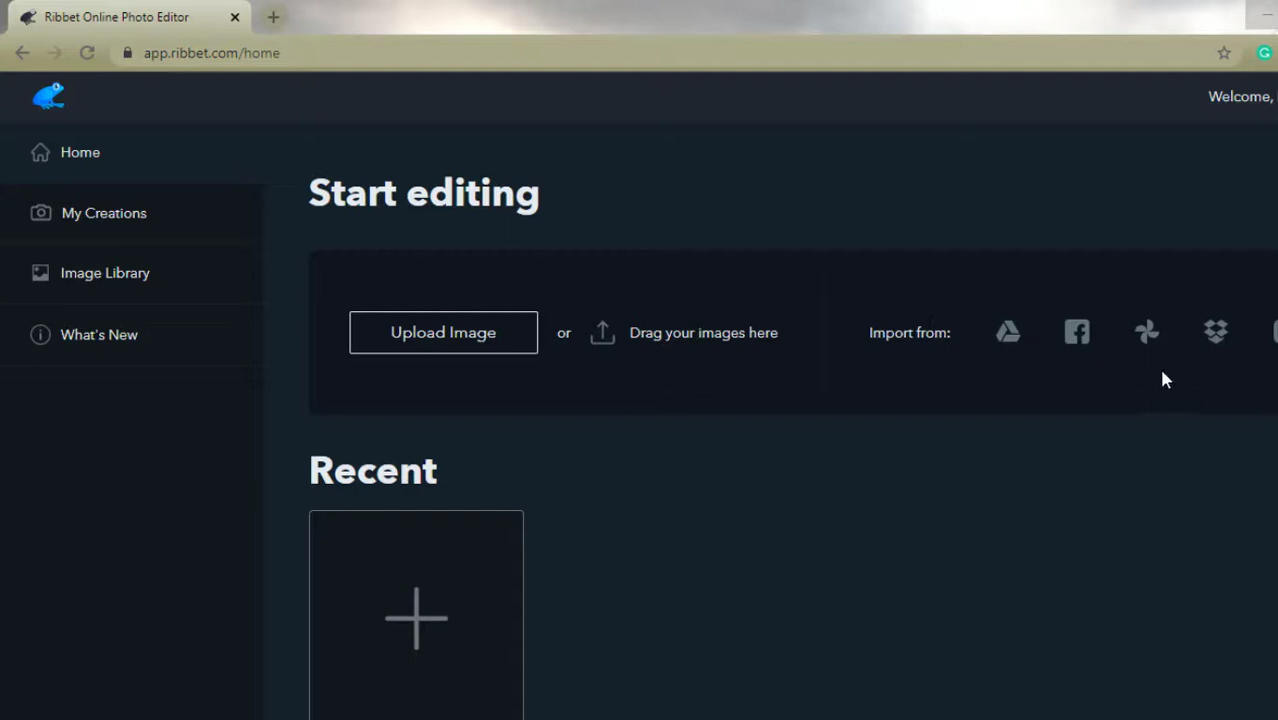 Ribbet Online Photo Editor
app.ribbet.com/home
Welcome,
Home
My Creations
Image Library
What's New
Start editing
Upload Image or Drag your images here Import from:
Recent